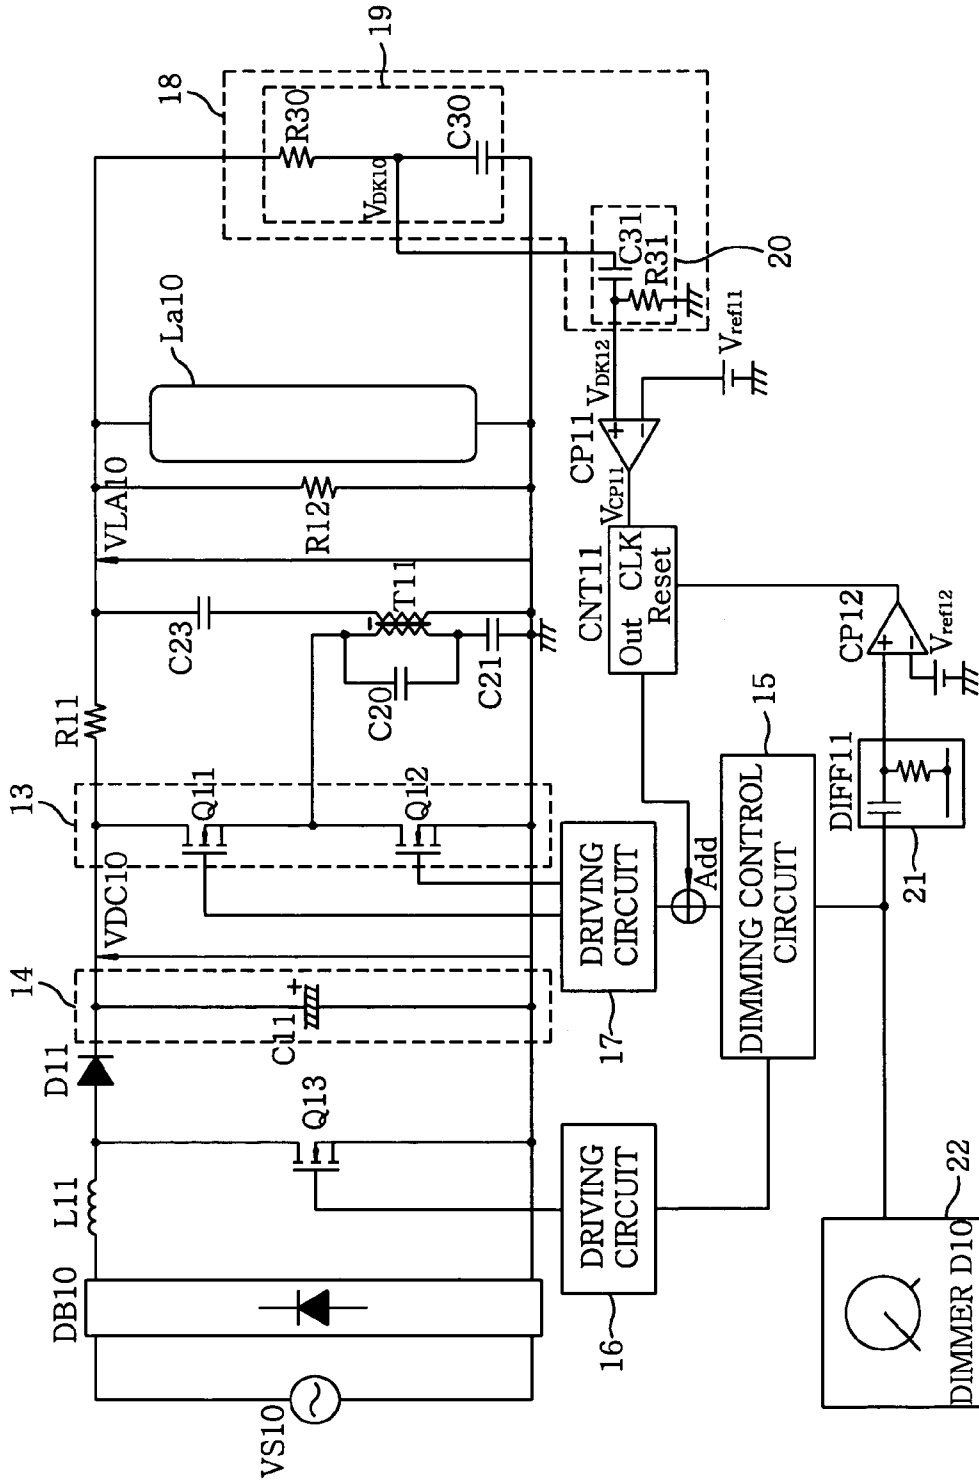 VS10
DB10
L11
Q13
D11
14
C11
+
VDC10
13
Q11
Q12
R11
C23
C20
C21
T11
VLA10
R12
La10
18
19
R30
VDK10
C30
C31
R31
20
VDK12
Vref11
CP11
+
−
VCP11
CNT11
Out CLK
Reset
CP12
+
−
Vref12
DIFF11
21
15
DIMMING CONTROL
CIRCUIT
Add
DRIVING
CIRCUIT
17
DRIVING
CIRCUIT
16
DIMMER D10
22